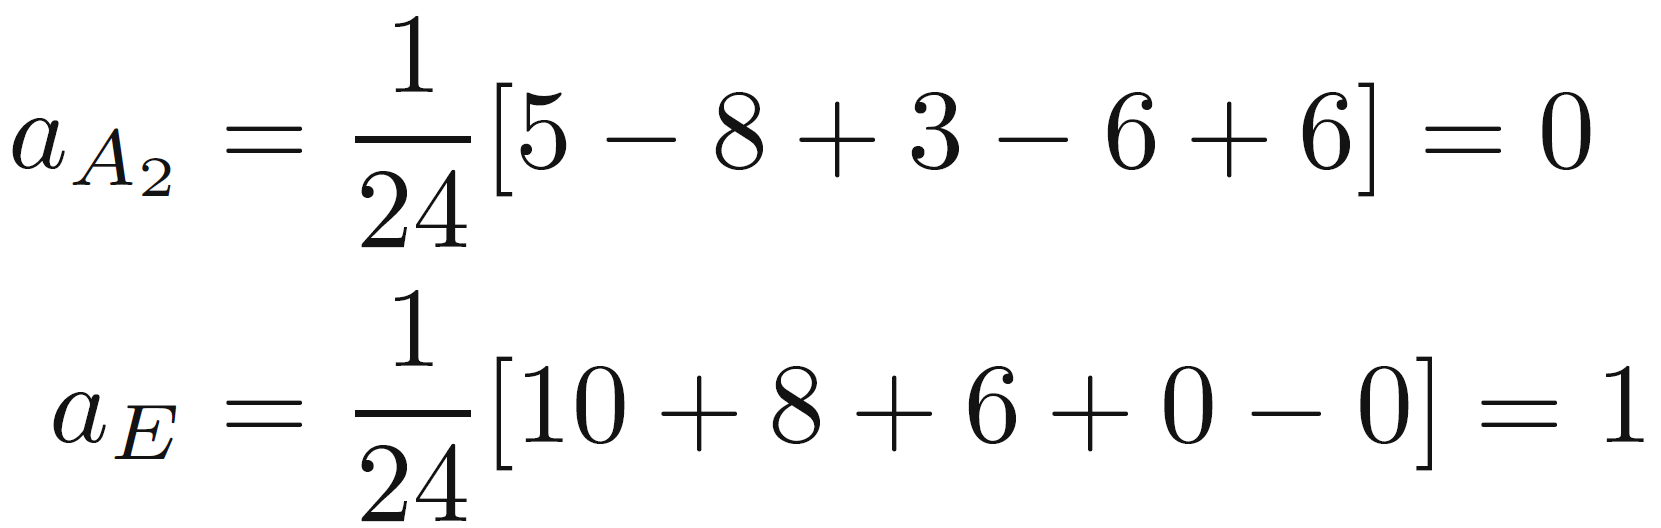 a_{A_2} = \frac{1}{24}[5 - 8 + 3 - 6 + 6] = 0
a_E = \frac{1}{24}[10 + 8 + 6 + 0 - 0] = 1